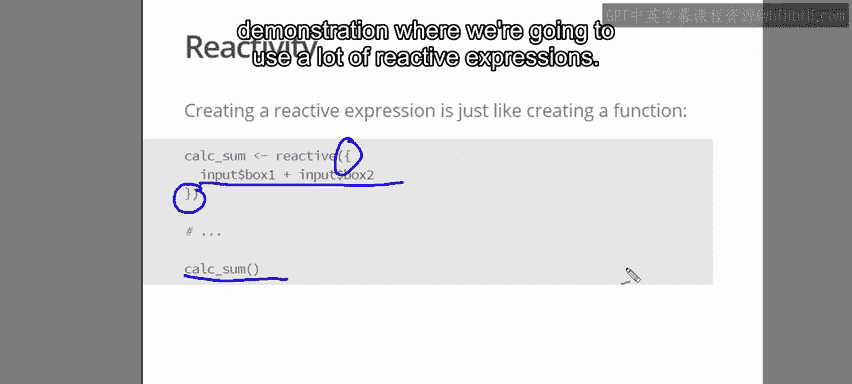 demonstration where we're going to
use a lot of reactive expressions.
Reactivity
Creating a reactive expression is just like creating a function:
calc_sum <- reactive({
input$box1 + input$box2
})
# ...
calc_sum()